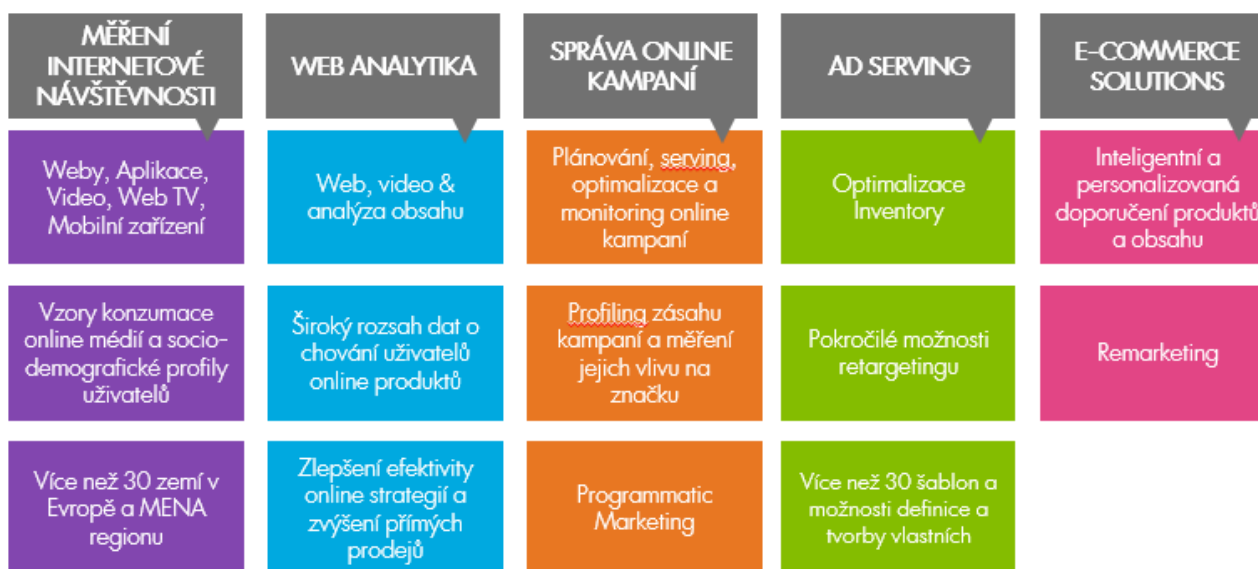 MĚŘENÍ
INTERNETOVÉ
NÁVŠTĚVNOSTI
WEB ANALYTIKA
SPRÁVA ONLINE
KAMPANÍ
AD SERVING
E-COMMERCE
SOLUTIONS
Weby, Aplikace,
Video, Web TV,
Mobilní zařízení
Web, video &
analýza obsahu
Plánování, serving,
optimalizace a
monitoring online
kampaní
Optimalizace
Inventory
Inteligentní a
personalizovaná
doporučení produktů
a obsahu
Vzory konzumace
online médií a socio-
demografické profily
uživatelů
Široký rozsah dat o
chování uživatelů
online produktů
Profiling zásahu
kampaní a měření
jejich vlivu na
značku
Pokročilé možnosti
retargetingu
Remarketing
Více než 30 zemí v
Evropě a MENA
regionu
Zlepšení efektivity
online strategií a
zvýšení přímých
prodejů
Programmatic
Marketing
Více než 30 šablon a
možnosti definice a
tvorby vlastních